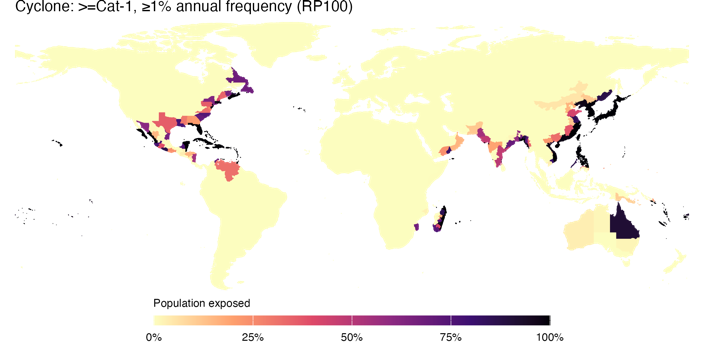 Cyclone: >=Cat-1, ≥1% annual frequency (RP100)
Population exposed
0% 25% 50% 75% 100%